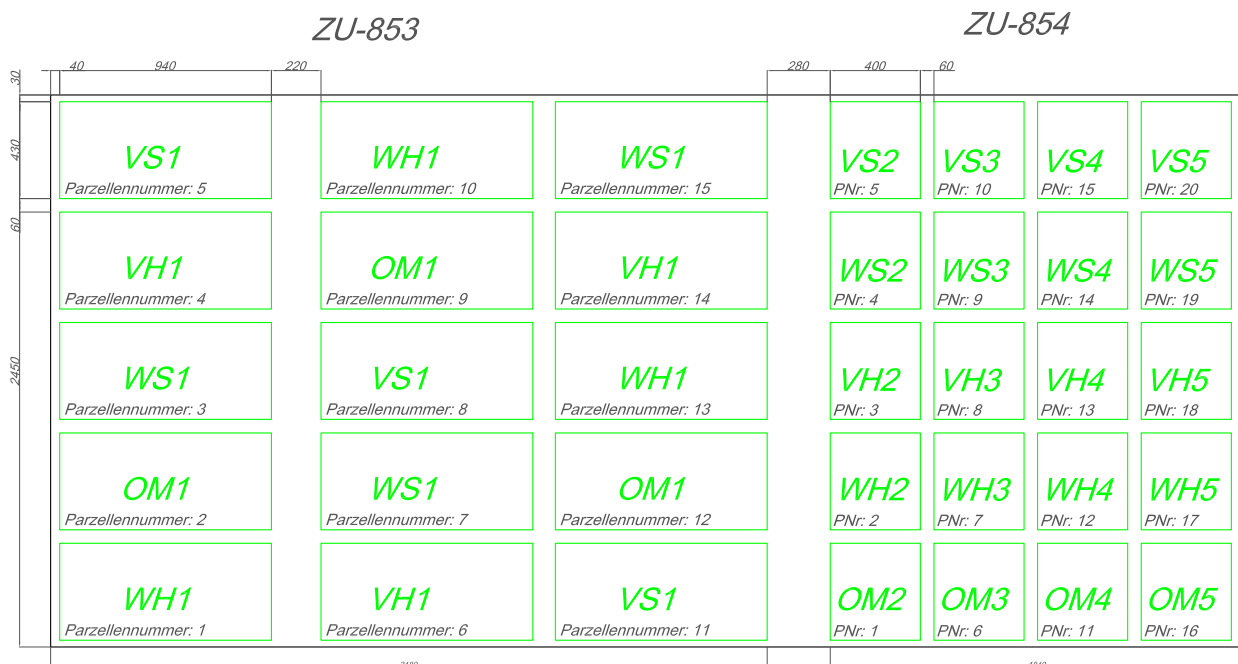 ZU-853
ZU-854
40 940 220 280 400 60
30
430
60
2450
VS1
Parzellennummer: 5
WH1
Parzellennummer: 10
WS1
Parzellennummer: 15
VS2
PNr: 5
VS3
PNr: 10
VS4
PNr: 15
VS5
PNr: 20
VH1
Parzellennummer: 4
OM1
Parzellennummer: 9
VH1
Parzellennummer: 14
WS2
PNr: 4
WS3
PNr: 9
WS4
PNr: 14
WS5
PNr: 19
WS1
Parzellennummer: 3
VS1
Parzellennummer: 8
WH1
Parzellennummer: 13
VH2
PNr: 3
VH3
PNr: 8
VH4
PNr: 13
VH5
PNr: 18
OM1
Parzellennummer: 2
WS1
Parzellennummer: 7
OM1
Parzellennummer: 12
WH2
PNr: 2
WH3
PNr: 7
WH4
PNr: 12
WH5
PNr: 17
WH1
Parzellennummer: 1
VH1
Parzellennummer: 6
VS1
Parzellennummer: 11
OM2
PNr: 1
OM3
PNr: 6
OM4
PNr: 11
OM5
PNr: 16